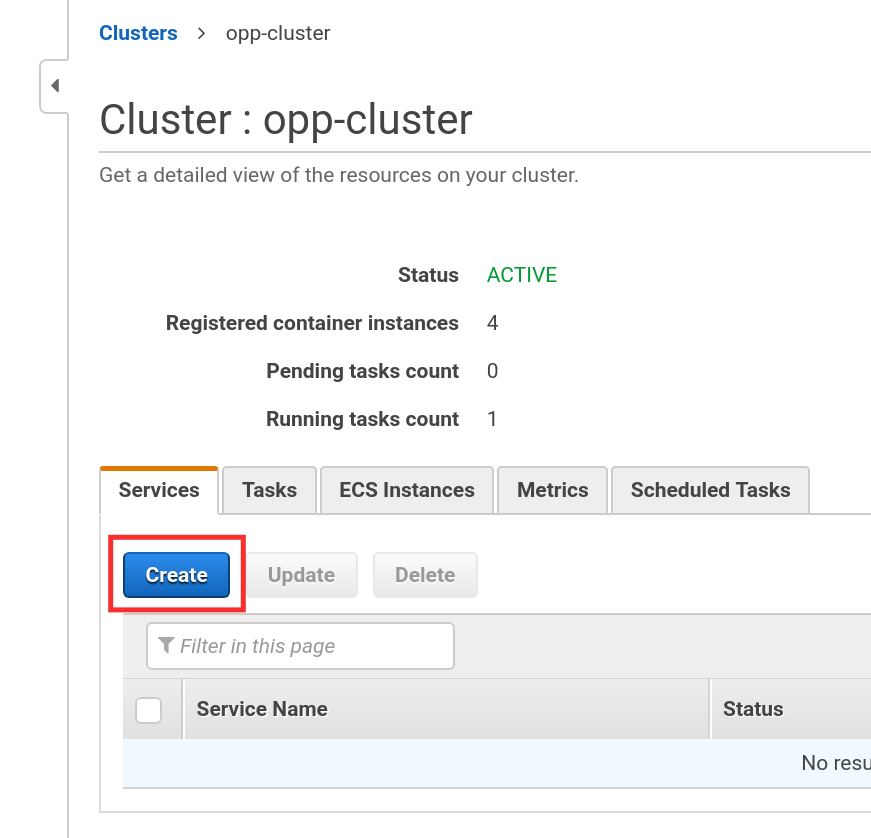 Clusters > opp-cluster
Cluster : opp-cluster
Get a detailed view of the resources on your cluster.
Status ACTIVE
Registered container instances 4
Pending tasks count 0
Running tasks count 1
Services Tasks ECS Instances Metrics Scheduled Tasks
Create Update Delete
Filter in this page
Service Name Status
No resu